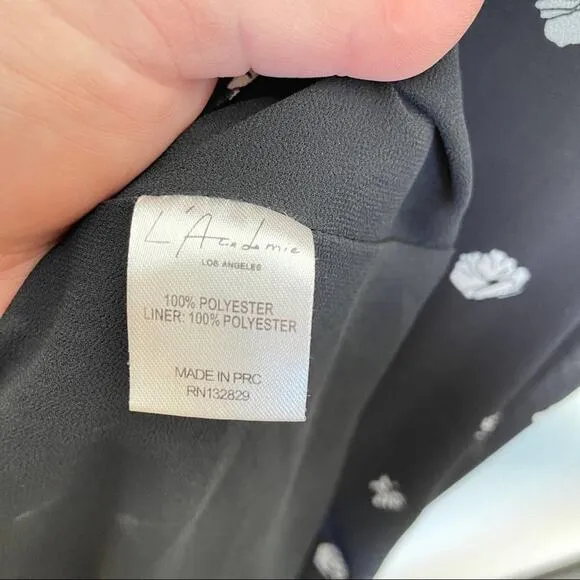 L'Academie
LOS ANGELES
100% POLYESTER
LINER: 100% POLYESTER
MADE IN PRC
RN132829